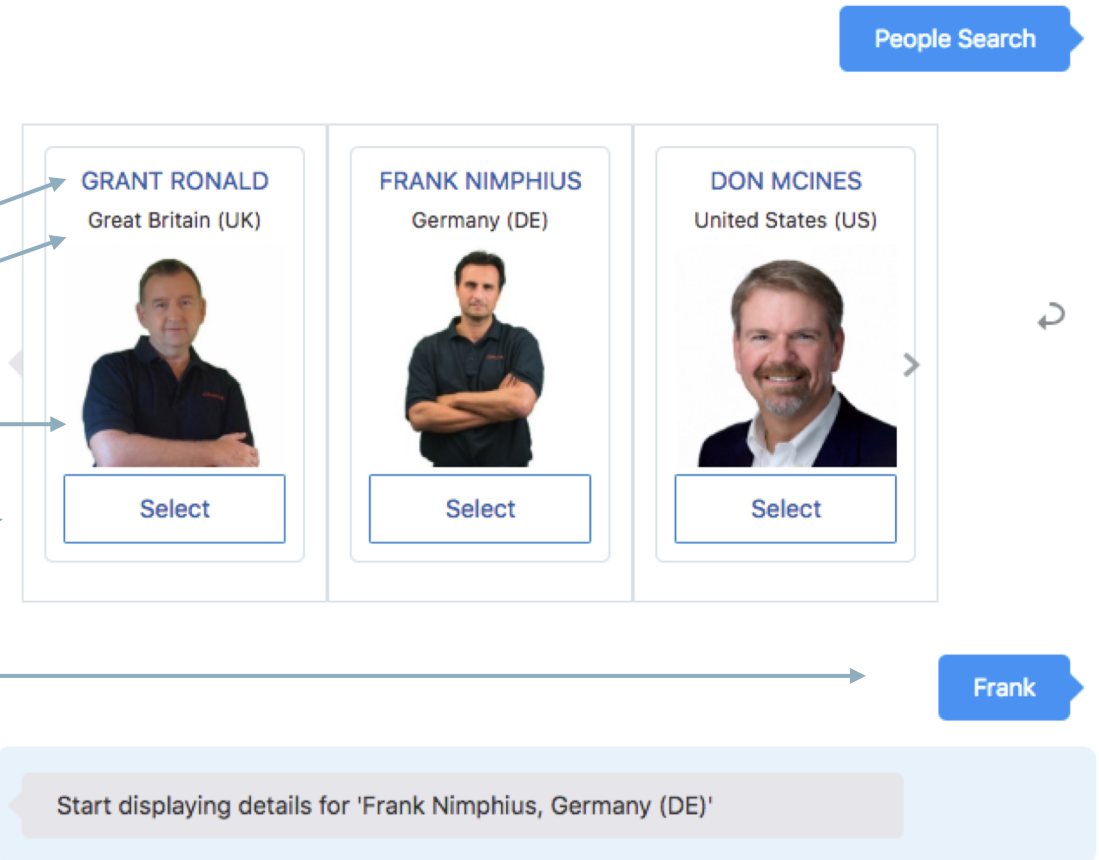 People Search
GRANT RONALD
Great Britain (UK)
Select
FRANK NIMPHIUS
Germany (DE)
Select
DON MCINES
United States (US)
Select
Frank
Start displaying details for 'Frank Nimphius, Germany (DE)'